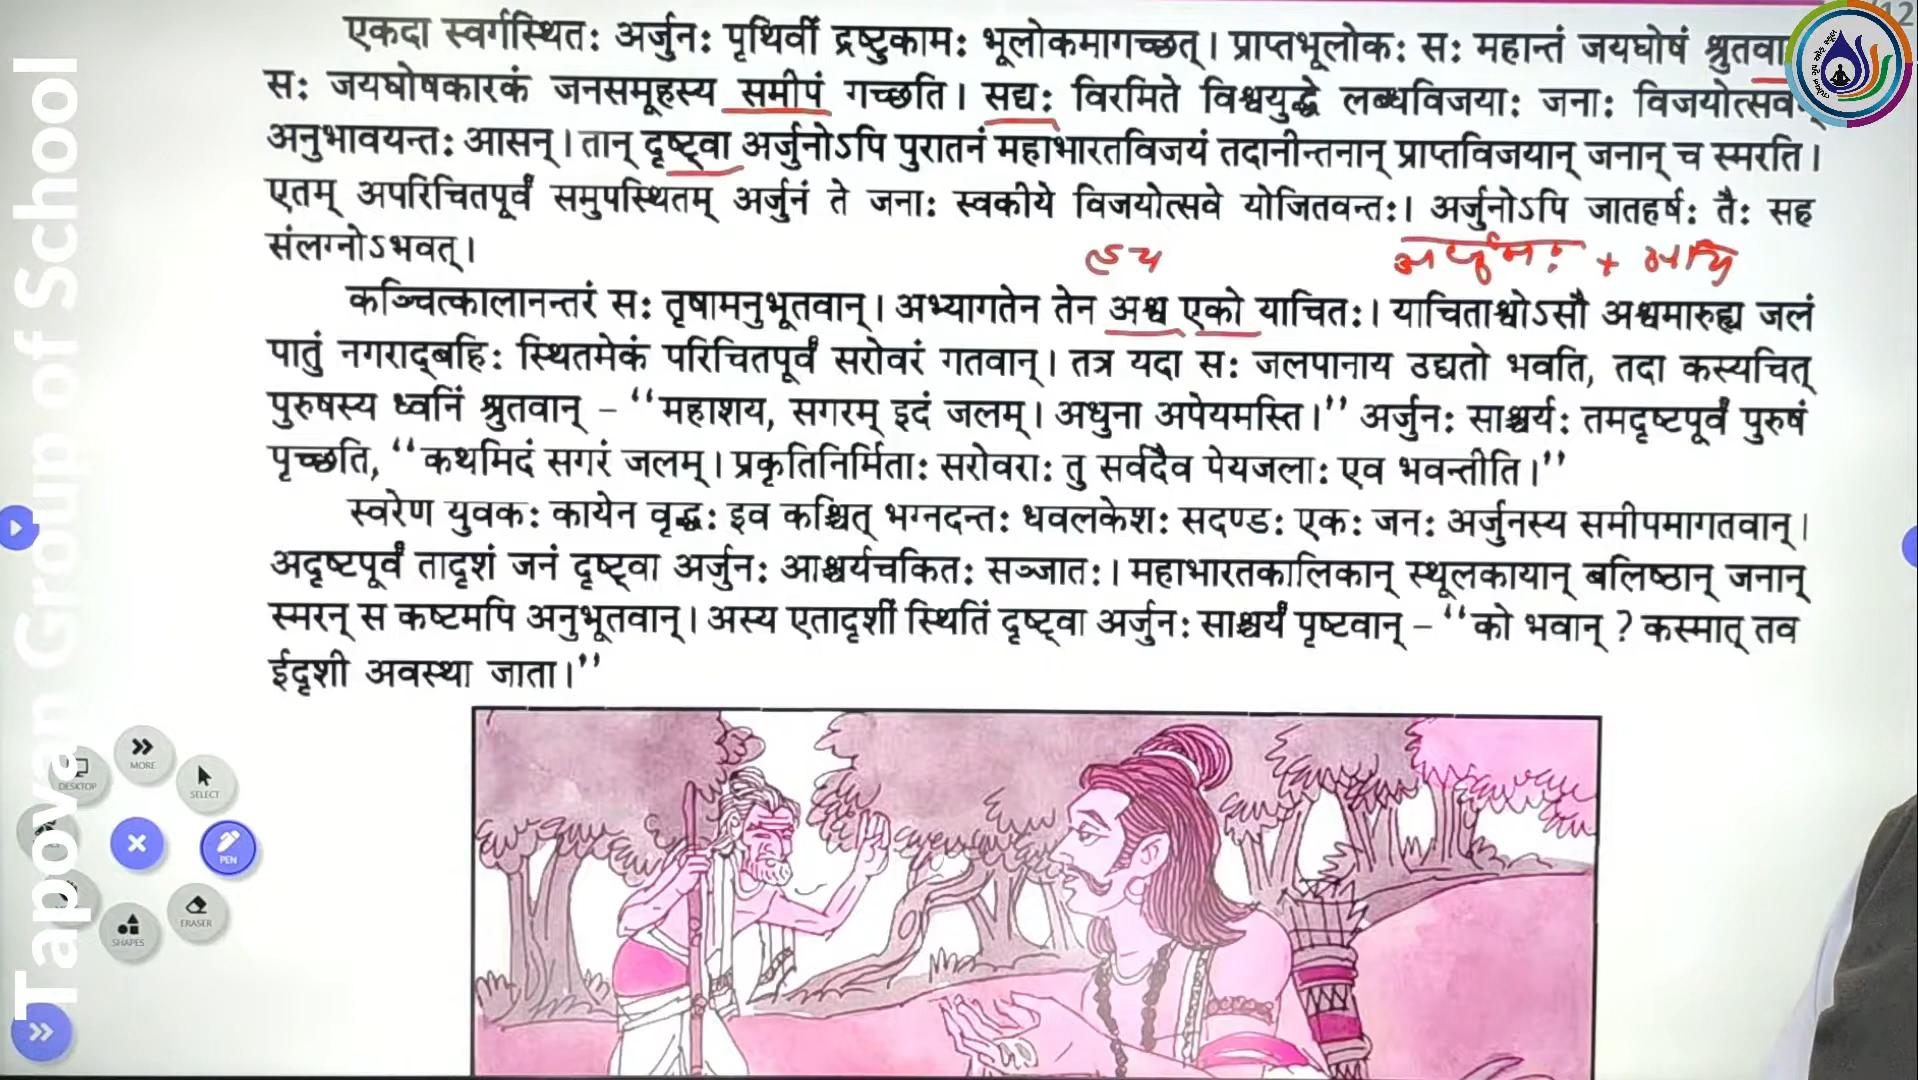 एकदा स्वर्गस्थितः अर्जुनः पृथिवीं द्रष्टुकामः भूलोकमागच्छत्। प्राप्तभूलोकः सः महान्तं जयघोषं
सः जयघोषकारकं जनसमूहस्य समीपं गच्छति। सद्यः विरमिते विश्वयुद्धे लब्धविजयाः जनाः
अनुभावयन्तः आसन्। तान् दृष्ट्वा अर्जुनोऽपि पुरातनं महाभारतविजयं तदानीन्तनान् प्राप्तविजयान् जनान् च स्मरति।
एतम् अपरिचितपूर्वं समुपस्थितम् अर्जुनं ते जनाः स्वकीये विजयोत्सवे योजितवन्तः। अर्जुनोऽपि जातहर्षः तैः सह
संलग्नोऽभवत्।
अर्जुनः + अपि
कञ्चित्कालानन्तरं सः तृषामनुभूतवान्। अभ्यागतेन तेन अश्व एको याचितः। याचिताश्वोऽसौ अश्वमारुह्य जलं
पातुं नगराद्बहिः स्थितमेकं परिचितपूर्वं सरोवरं गतवान्। तत्र यदा सः जलपानाय उद्यतो भवति, तदा कस्यचित्
पुरुषस्य ध्वनिं श्रुतवान् – “महाशय, सगरम् इदं जलम्। अधुना अपेयमस्ति।” अर्जुनः साश्चर्यः तमदृष्टपूर्वं पुरुषं
पृच्छति, “कथमिदं सगरं जलम्। प्रकृतिनिर्मिताः सरोवराः तु सर्वदैव पेयजलाः एव भवन्तीति।”
स्वरेण युवकः कायेन वृद्धः इव कश्चित् भग्नदन्तः धवलकेशः सदण्डः एकः जनः अर्जुनस्य समीपमागतवान्।
अदृष्टपूर्वं तादृशं जनं दृष्ट्वा अर्जुनः आश्चर्यचकितः सञ्जातः। महाभारतकालिकान् स्थूलकायान् बलिष्ठान् जनान्
स्मरन् स कष्टमपि अनुभूतवान्। अस्य एतादृशीं स्थितिं दृष्ट्वा अर्जुनः साश्चर्यं पृष्टवान् – “को भवान् ? कस्मात् तव
ईदृशी अवस्था जाता।”
Tapovan Group of School
MORE
DESKTOP
SELECT
PEN
ERASER
SHAPES